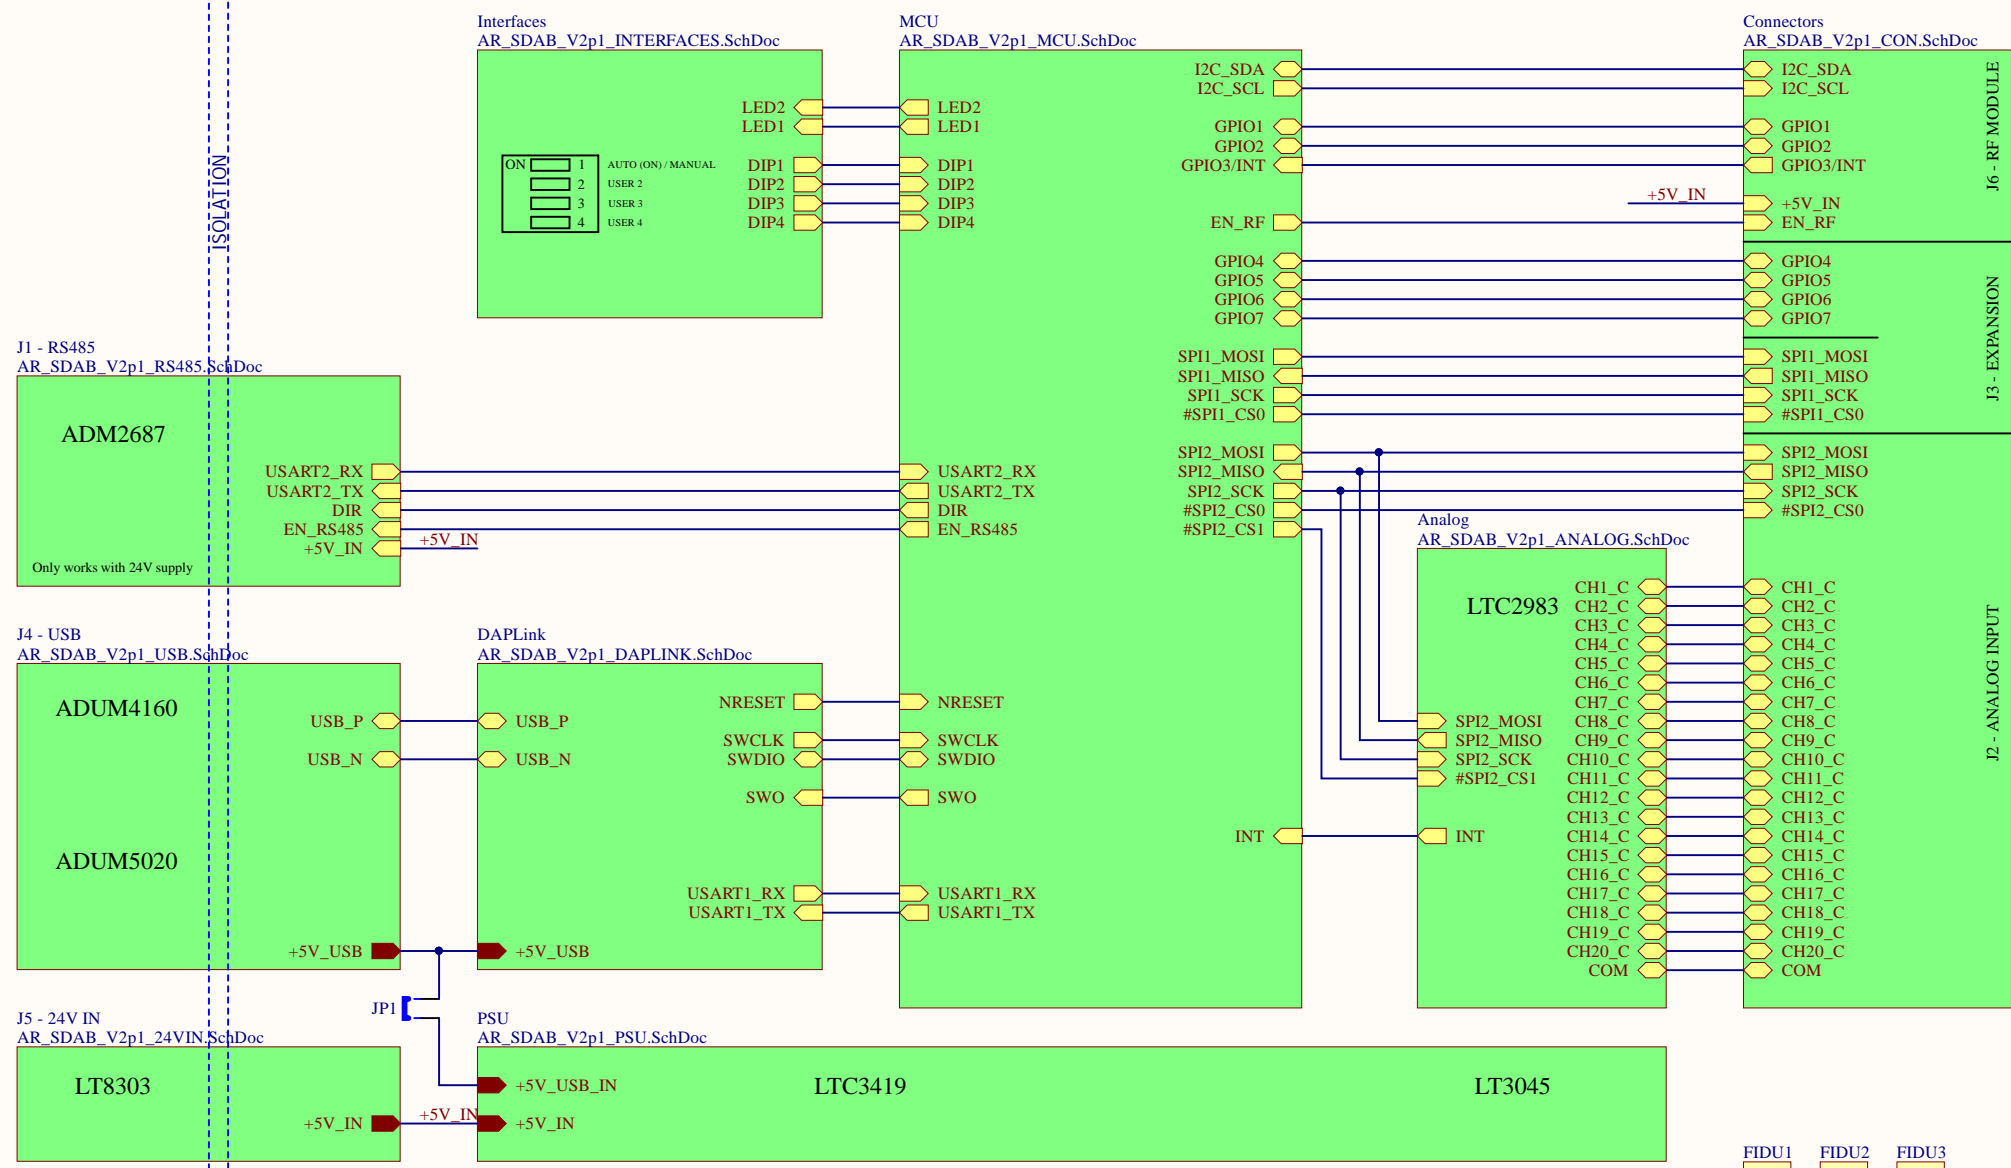 Interfaces
AR_SDAB_V2p1_INTERFACES.SchDoc
LED2
LED1
ON 1 AUTO (ON) / MANUAL
2 USER 2
3 USER 3
4 USER 4
DIP1
DIP2
DIP3
DIP4
MCU
AR_SDAB_V2p1_MCU.SchDoc
LED2
LED1
DIP1
DIP2
DIP3
DIP4
USART2_RX
USART2_TX
DIR
EN_RS485
NRESET
SWCLK
SWDIO
SWO
USART1_RX
USART1_TX
I2C_SDA
I2C_SCL
GPIO1
GPIO2
GPIO3/INT
EN_RF
GPIO4
GPIO5
GPIO6
GPIO7
SPI1_MOSI
SPI1_MISO
SPI1_SCK
#SPI1_CS0
SPI2_MOSI
SPI2_MISO
SPI2_SCK
#SPI2_CS0
#SPI2_CS1
INT
Connectors
AR_SDAB_V2p1_CON.SchDoc
I2C_SDA
I2C_SCL
GPIO1
GPIO2
GPIO3/INT
+5V_IN
+5V_IN
EN_RF
J6 - RF MODULE
GPIO4
GPIO5
GPIO6
GPIO7
SPI1_MOSI
SPI1_MISO
SPI1_SCK
#SPI1_CS0
J3 - EXPANSION
SPI2_MOSI
SPI2_MISO
SPI2_SCK
#SPI2_CS0
CH1_C
CH2_C
CH3_C
CH4_C
CH5_C
CH6_C
CH7_C
CH8_C
CH9_C
CH10_C
CH11_C
CH12_C
CH13_C
CH14_C
CH15_C
CH16_C
CH17_C
CH18_C
CH19_C
CH20_C
COM
J2 - ANALOG INPUT
Analog
AR_SDAB_V2p1_ANALOG.SchDoc
LTC2983
SPI2_MOSI
SPI2_MISO
SPI2_SCK
#SPI2_CS1
INT
CH1_C
CH2_C
CH3_C
CH4_C
CH5_C
CH6_C
CH7_C
CH8_C
CH9_C
CH10_C
CH11_C
CH12_C
CH13_C
CH14_C
CH15_C
CH16_C
CH17_C
CH18_C
CH19_C
CH20_C
COM
ISOLATION
J1 - RS485
AR_SDAB_V2p1_RS485.SchDoc
ADM2687
USART2_RX
USART2_TX
DIR
EN_RS485
+5V_IN
+5V_IN
Only works with 24V supply
J4 - USB
AR_SDAB_V2p1_USB.SchDoc
ADUM4160
ADUM5020
USB_P
USB_N
+5V_USB
DAPLink
AR_SDAB_V2p1_DAPLINK.SchDoc
USB_P
USB_N
+5V_USB
NRESET
SWCLK
SWDIO
SWO
USART1_RX
USART1_TX
JP1
J5 - 24V IN
AR_SDAB_V2p1_24VIN.SchDoc
LT8303
+5V_IN
+5V_IN
PSU
AR_SDAB_V2p1_PSU.SchDoc
+5V_USB_IN
+5V_IN
LTC3419
LT3045
FIDU1 FIDU2 FIDU3